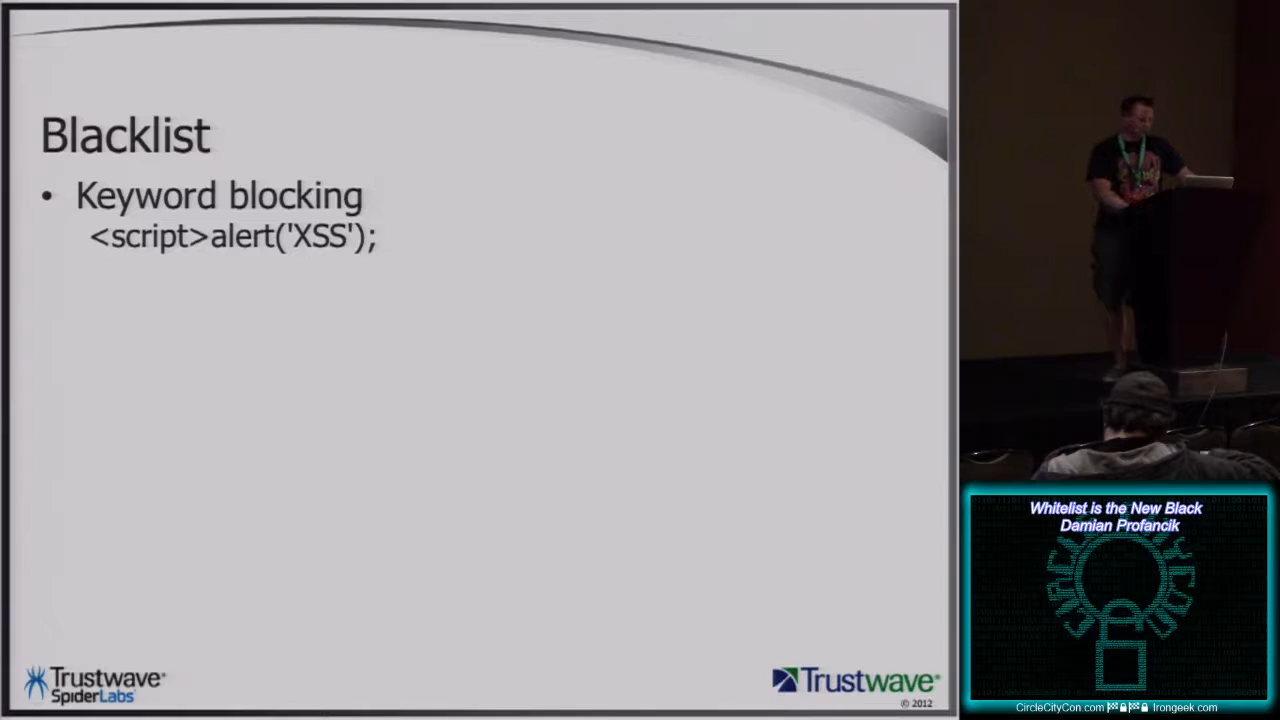 Blacklist
• Keyword blocking
<script>alert('XSS');
Trustwave®
SpiderLabs®
Trustwave®
© 2012
Whitelist is the New Black
Damian Profancik
CircleCityCon.com Irongeek.com